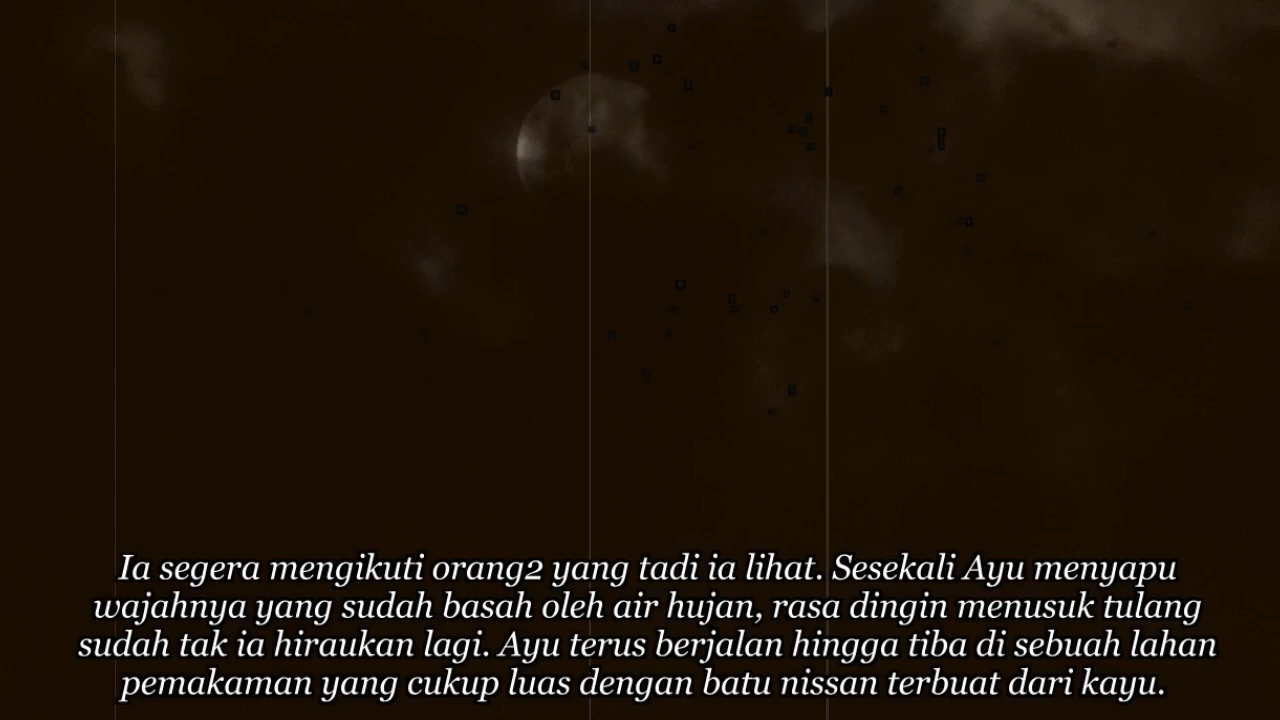 Ia segera mengikuti orang2 yang tadi ia lihat. Sesekali Ayu menyapu
wajahnya yang sudah basah oleh air hujan, rasa dingin menusuk tulang
sudah tak ia hiraukan lagi. Ayu terus berjalan hingga tiba di sebuah lahan
pemakaman yang cukup luas dengan batu nissan terbuat dari kayu.